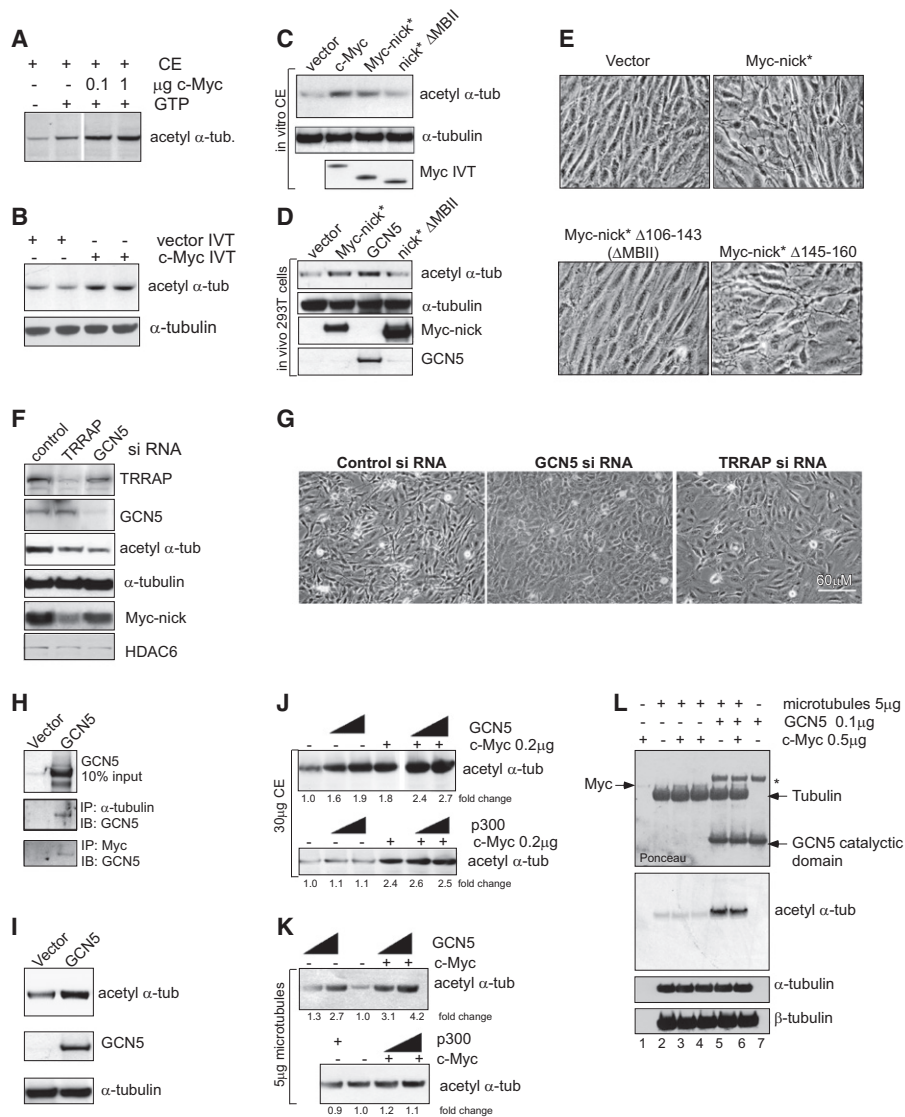 A
+ + + + CE
- - 0.1 1 μg c-Myc
- + + + GTP
acetyl α-tub.
B
+ + - - vector IVT
- - + + c-Myc IVT
acetyl α-tub
α-tubulin
C
vector c-Myc Myc-nick* nick* ΔMBII
in vitro CE
acetyl α-tub
α-tubulin
Myc IVT
D
vector Myc-nick* GCN5 nick* ΔMBII
in vivo 293T cells
acetyl α-tub
α-tubulin
Myc-nick
GCN5
E
Vector Myc-nick*
Myc-nick* Δ106-143
(ΔMBII)
Myc-nick* Δ145-160
F
control TRRAP GCN5 si RNA
TRRAP
GCN5
acetyl α-tub
α-tubulin
Myc-nick
HDAC6
G
Control si RNA GCN5 si RNA TRRAP si RNA
60μM
H
Vector GCN5
GCN5
10% input
IP: α-tubulin
IB: GCN5
IP: Myc
IB: GCN5
I
Vector GCN5
acetyl α-tub
GCN5
α-tubulin
J
30μg CE
GCN5
- - - + + + c-Myc 0.2μg
acetyl α-tub
1.0 1.6 1.9 1.8 2.4 2.7 fold change
p300
- - - + + + c-Myc 0.2μg
acetyl α-tub
1.0 1.1 1.1 2.4 2.6 2.5 fold change
K
5μg microtubules
GCN5
- - - + + c-Myc
acetyl α-tub
1.3 2.7 1.0 3.1 4.2 fold change
+ p300
- - + + c-Myc
acetyl α-tub
0.9 1.0 1.2 1.1 fold change
L
- + + + + + - microtubules 5μg
- - - - + + + GCN5 0.1μg
+ - + + - + - c-Myc 0.5μg
Myc
*
Tubulin
GCN5 catalyctic
domain
Ponceau
acetyl α-tub
α-tubulin
β-tubulin
1 2 3 4 5 6 7